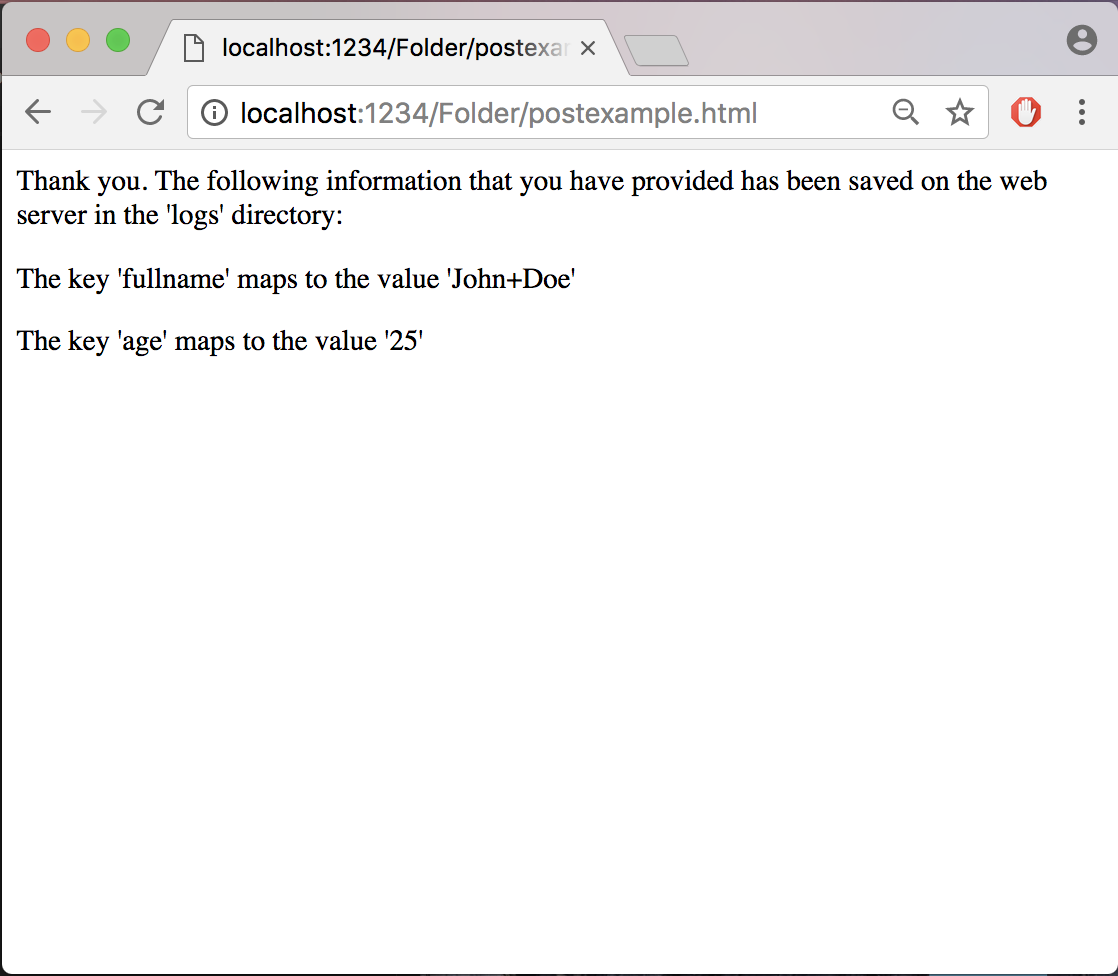 localhost:1234/Folder/postexar
localhost:1234/Folder/postexample.html
Thank you. The following information that you have provided has been saved on the web
server in the 'logs' directory:
The key 'fullname' maps to the value 'John+Doe'
The key 'age' maps to the value '25'